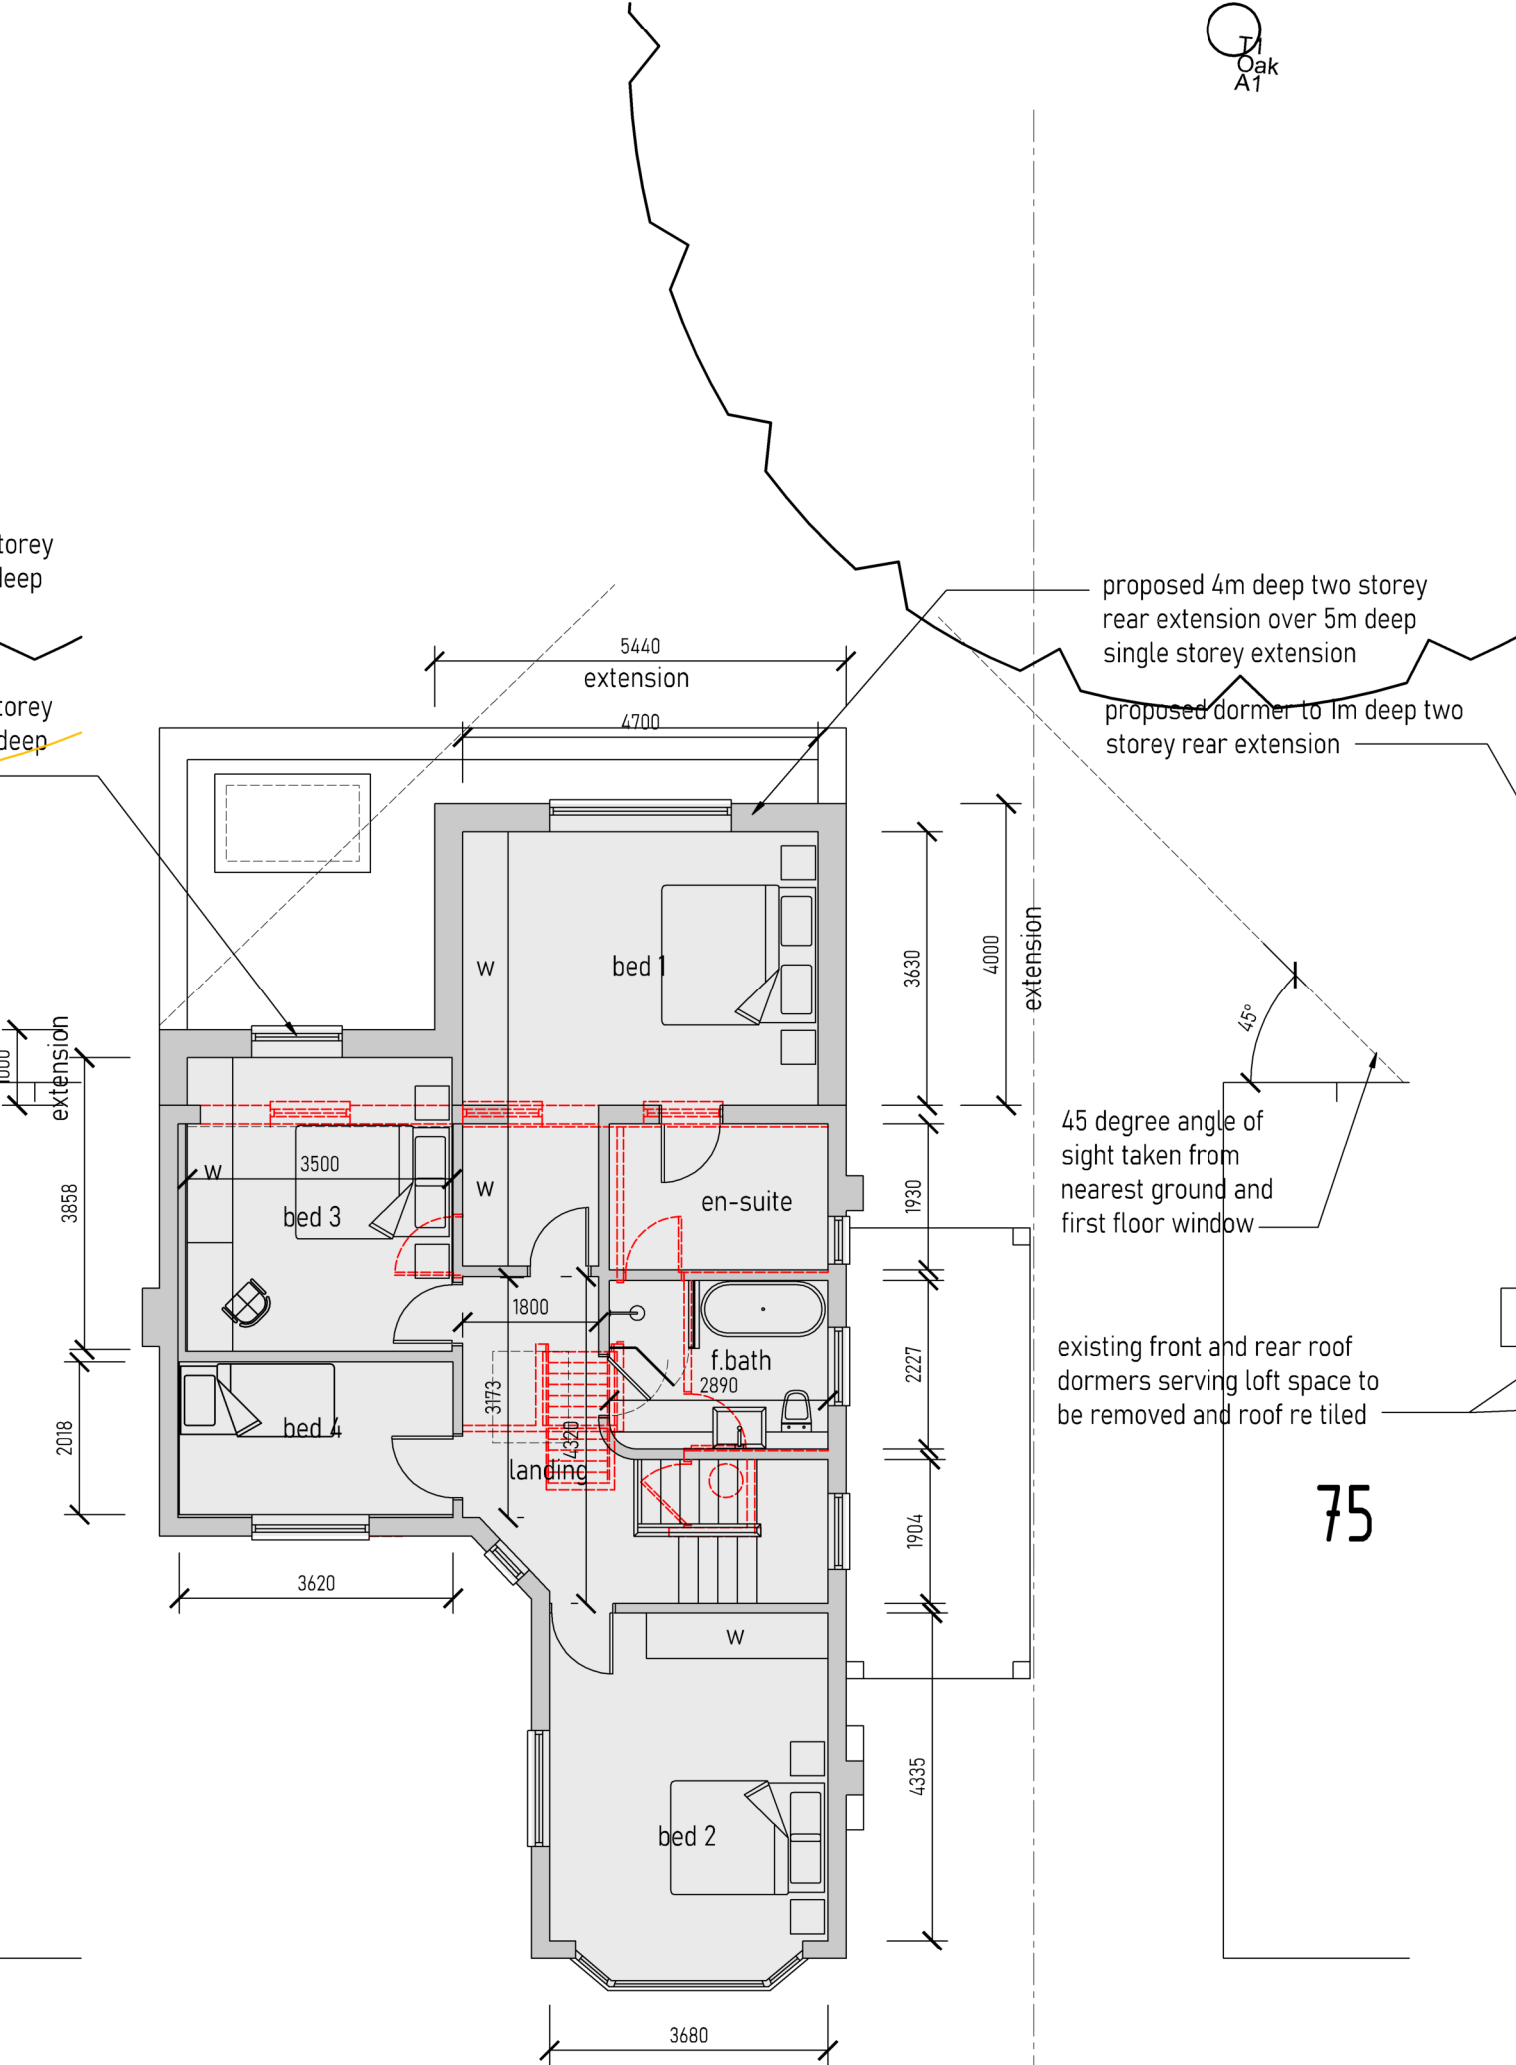 T1
Oak
A1
torey
deep
torey
deep
proposed 4m deep two storey
rear extension over 5m deep
single storey extension
proposed dormer to 1m deep two
storey rear extension
5440
extension
4700
W
bed 1
3630
4000
extension
45°
extension
3858
W
3500
bed 3
W
en-suite
1930
45 degree angle of
sight taken from
nearest ground and
first floor window
1800
f.bath
2890
2227
3173
4320
existing front and rear roof
dormers serving loft space to
be removed and roof re tiled
2018
bed 4
landing
1904
75
3620
W
bed 2
4335
3680